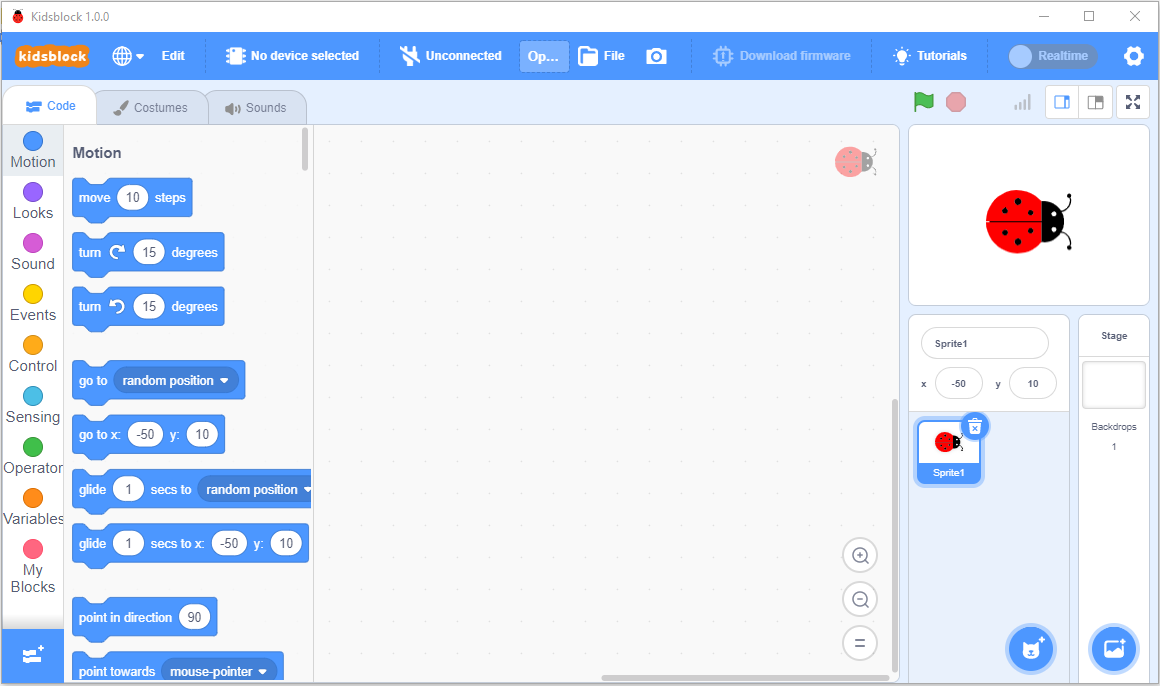 Kidsblock 1.0.0
kidsblock Edit No device selected Unconnected Op... File Download firmware Tutorials Realtime
Code Costumes Sounds
Motion
Looks
Sound
Events
Control
Sensing
Operator
Variables
My
Blocks
Motion
move 10 steps
turn 15 degrees
turn 15 degrees
go to random position
go to x: -50 y: 10
glide 1 secs to random position
glide 1 secs to x: -50 y: 10
point in direction 90
point towards mouse-pointer
Sprite1
x -50 y 10
Sprite1
Stage
Backdrops
1